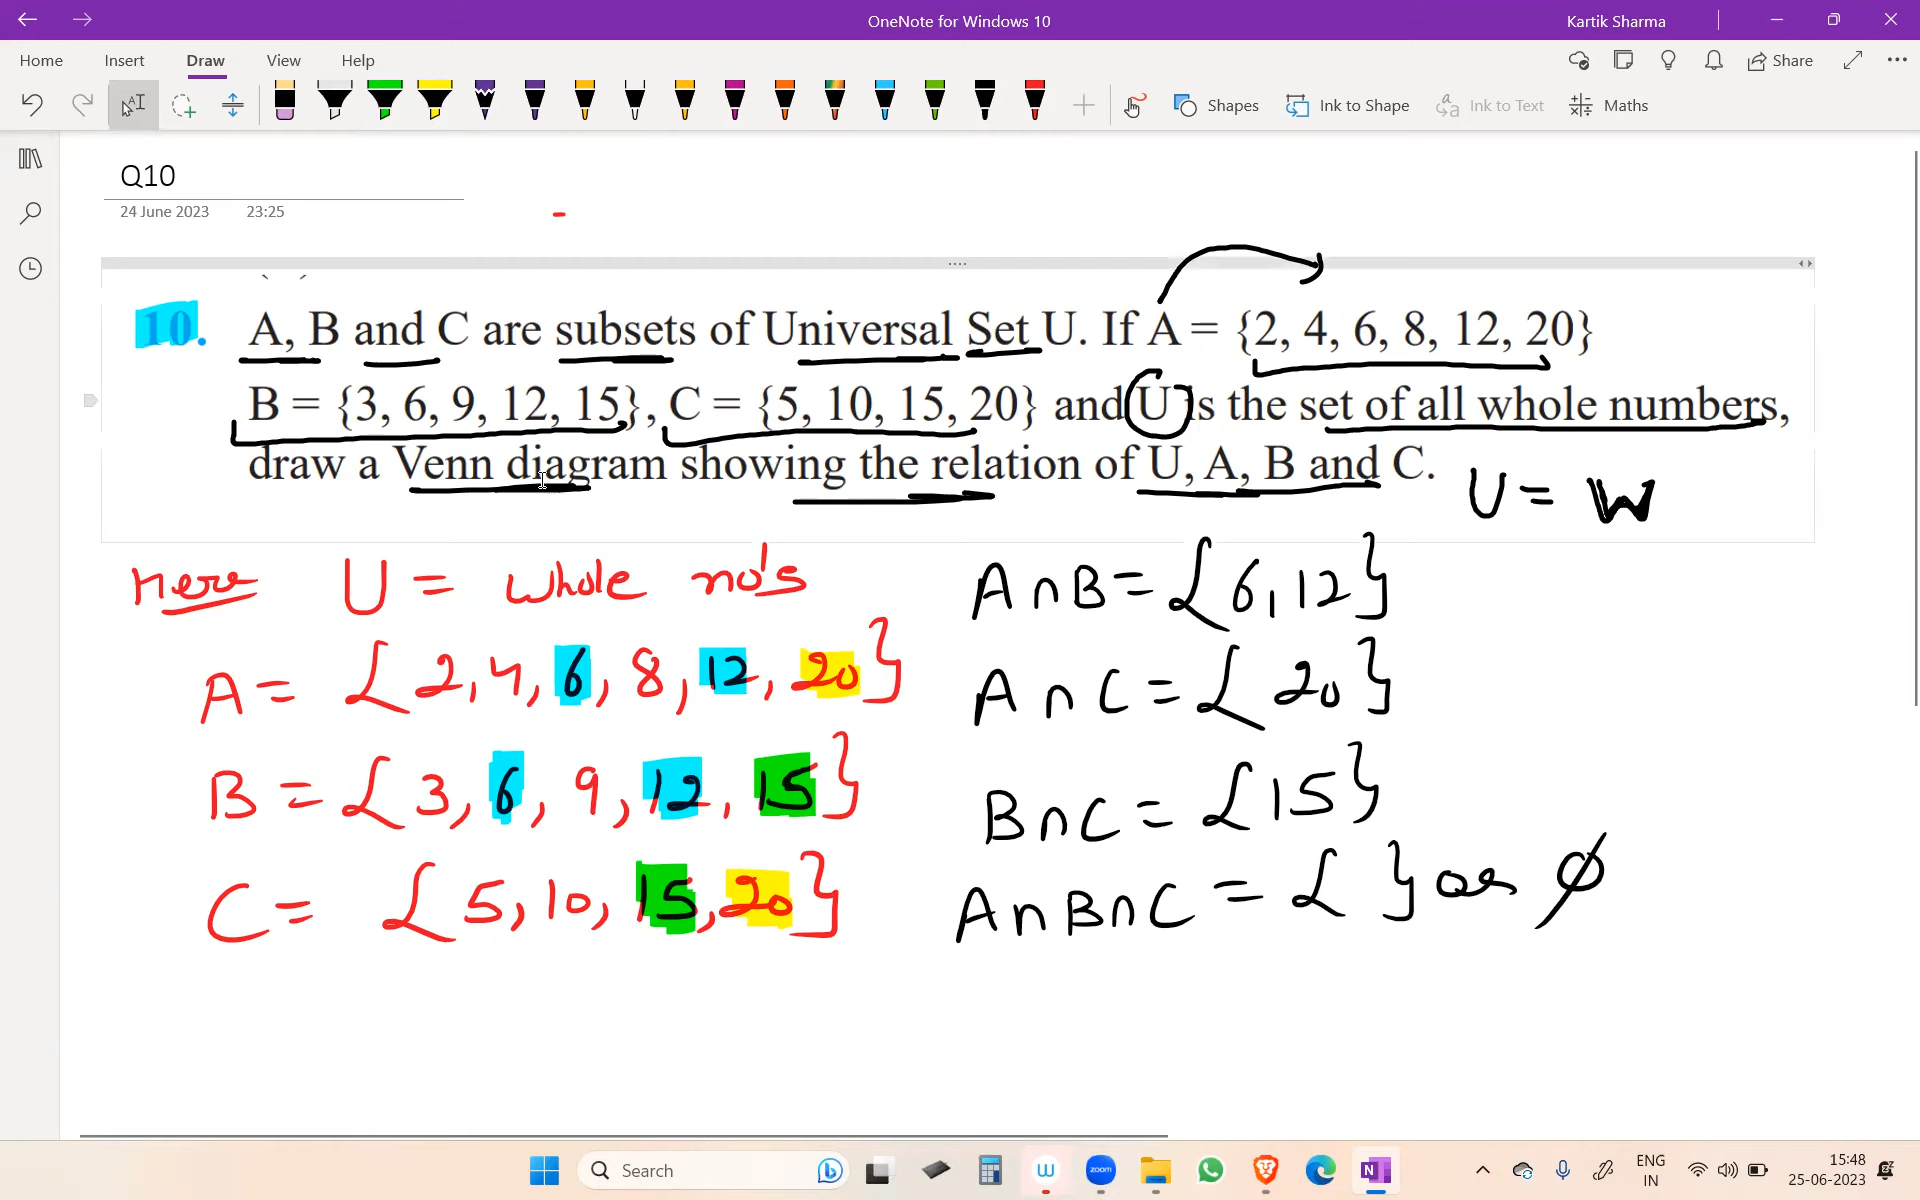 OneNote for Windows 10
Kartik Sharma
Home Insert Draw View Help
Share
Shapes Ink to Shape Ink to Text Maths
Q10
24 June 2023 23:25
10. A, B and C are subsets of Universal Set U. If A = {2, 4, 6, 8, 12, 20}
B = {3, 6, 9, 12, 15}, C = {5, 10, 15, 20} and U is the set of all whole numbers,
draw a Venn diagram showing the relation of U, A, B and C.
U = W
Here U = whole no's
A = {2, 4, 6, 8, 12, 20}
B = {3, 6, 9, 12, 15}
C = {5, 10, 15, 20}
A∩B = {6, 12}
A∩C = {20}
B∩C = {15}
A∩B∩C = { } or ϕ
Search
zoom
ENG
IN
15:48
25-06-2023